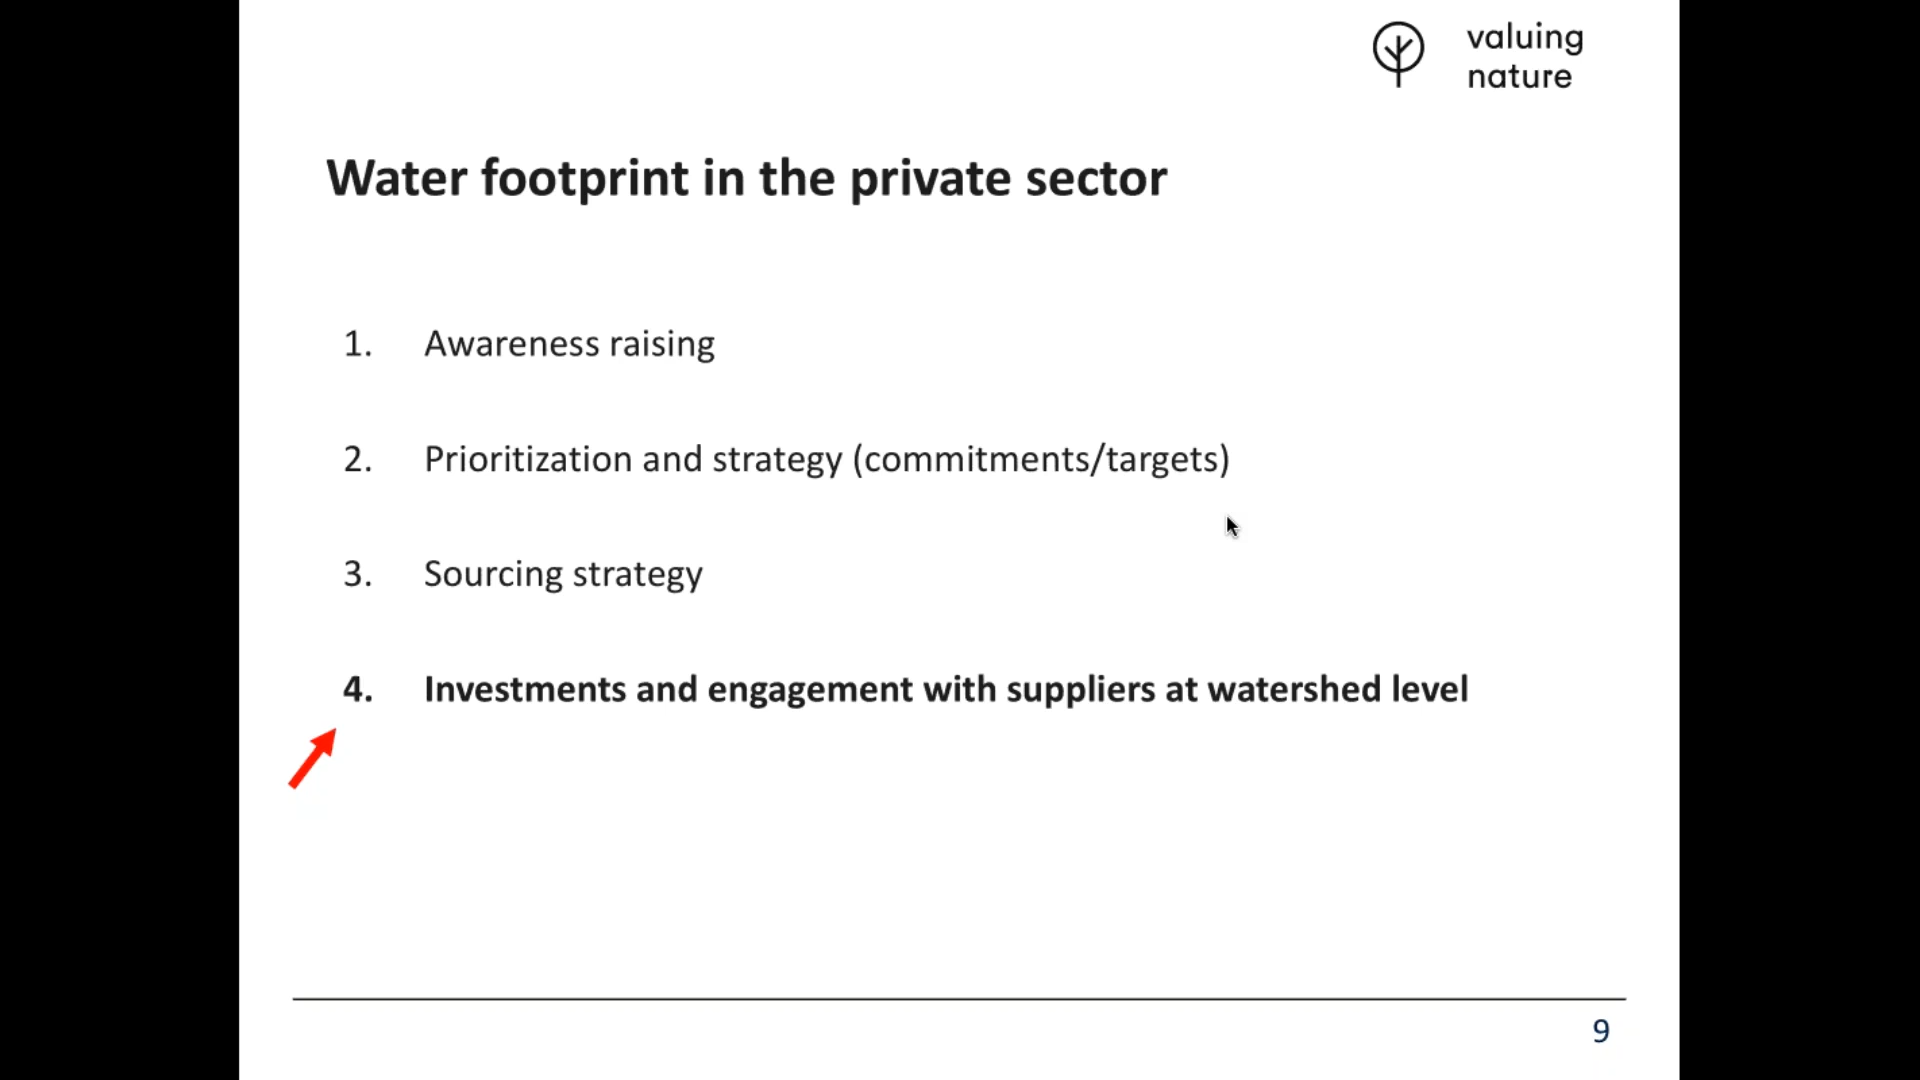 valuing
nature
Water footprint in the private sector
1. Awareness raising
2. Prioritization and strategy (commitments/targets)
3. Sourcing strategy
4. Investments and engagement with suppliers at watershed level
9